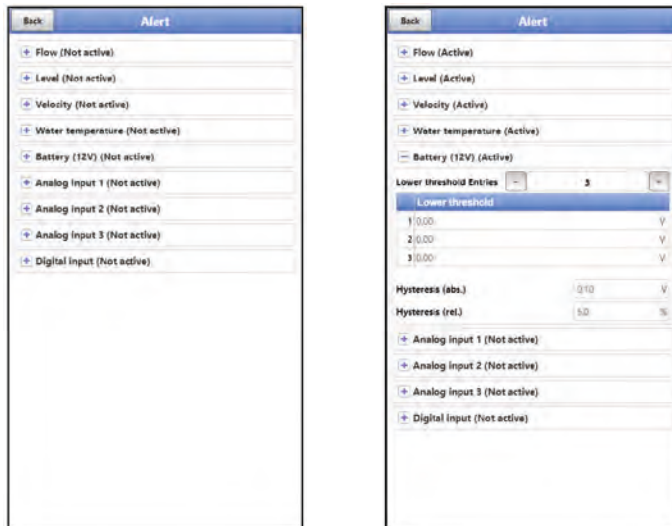 Back Alert
+ Flow (Not active)
+ Level (Not active)
+ Velocity (Not active)
+ Water temperature (Not active)
+ Battery (12V) (Not active)
+ Analog input 1 (Not active)
+ Analog input 2 (Not active)
+ Analog input 3 (Not active)
+ Digital input (Not active)
Back Alert
+ Flow (Active)
+ Level (Active)
+ Velocity (Active)
+ Water temperature (Active)
− Battery (12V) (Active)
Lower threshold Entries − 3 +
Lower threshold
1 0.00 V
2 0.00 V
3 0.00 V
Hysteresis (abs.) 0.10 V
Hysteresis (rel.) 5.0 %
+ Analog input 1 (Not active)
+ Analog input 2 (Not active)
+ Analog input 3 (Not active)
+ Digital input (Not active)